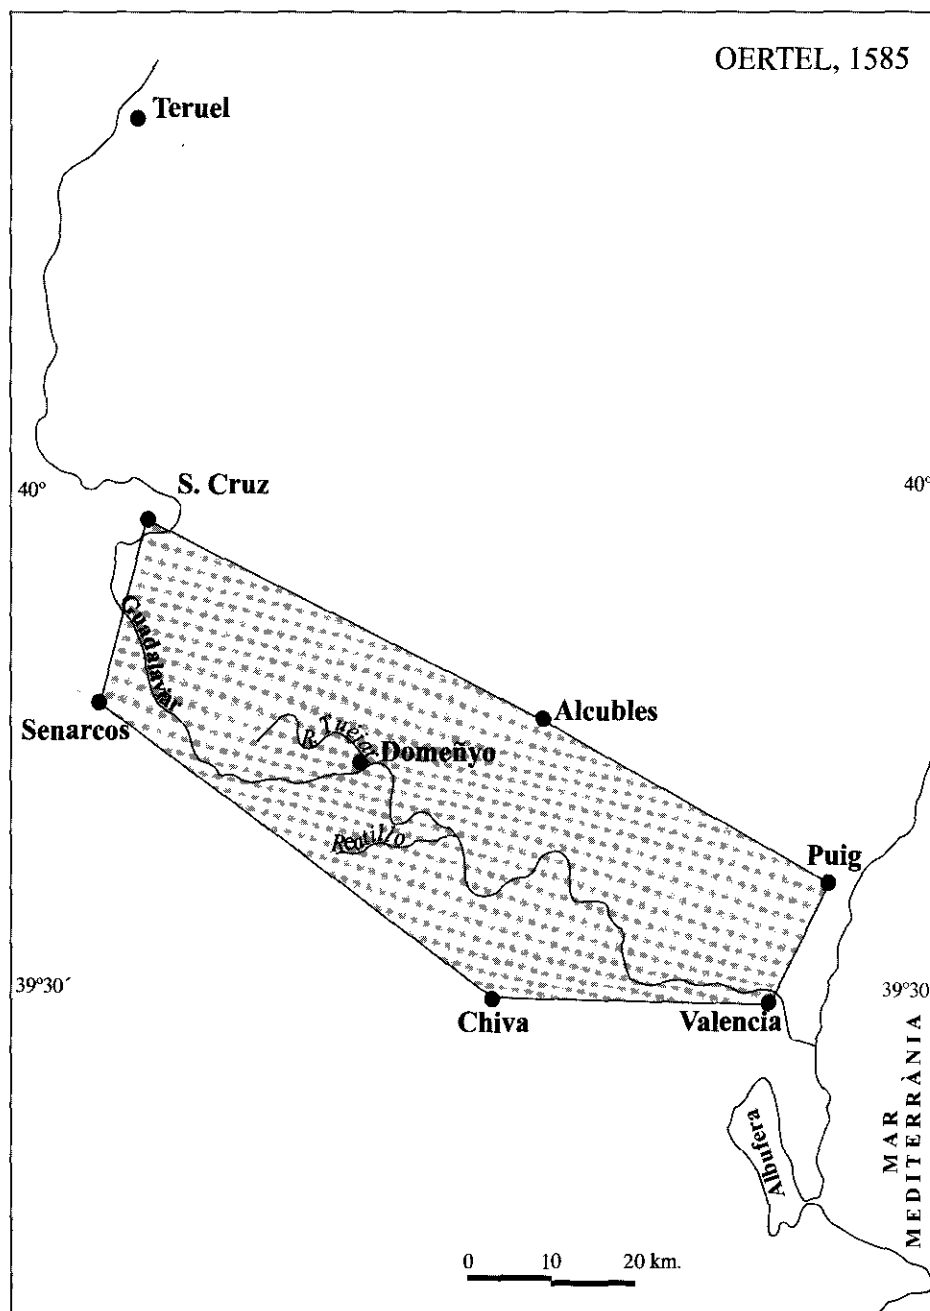 OERTEL, 1585
Teruel
40°
S. Cruz
40°
Guadalaviar
Senarcos
R. Tuéjar
Alcubles
Domeñyo
Reatillo
Puig
39°30´
39°30´
Chiva
Valencia
MAR
MEDITERRÀNIA
Albufera
0 10 20 km.